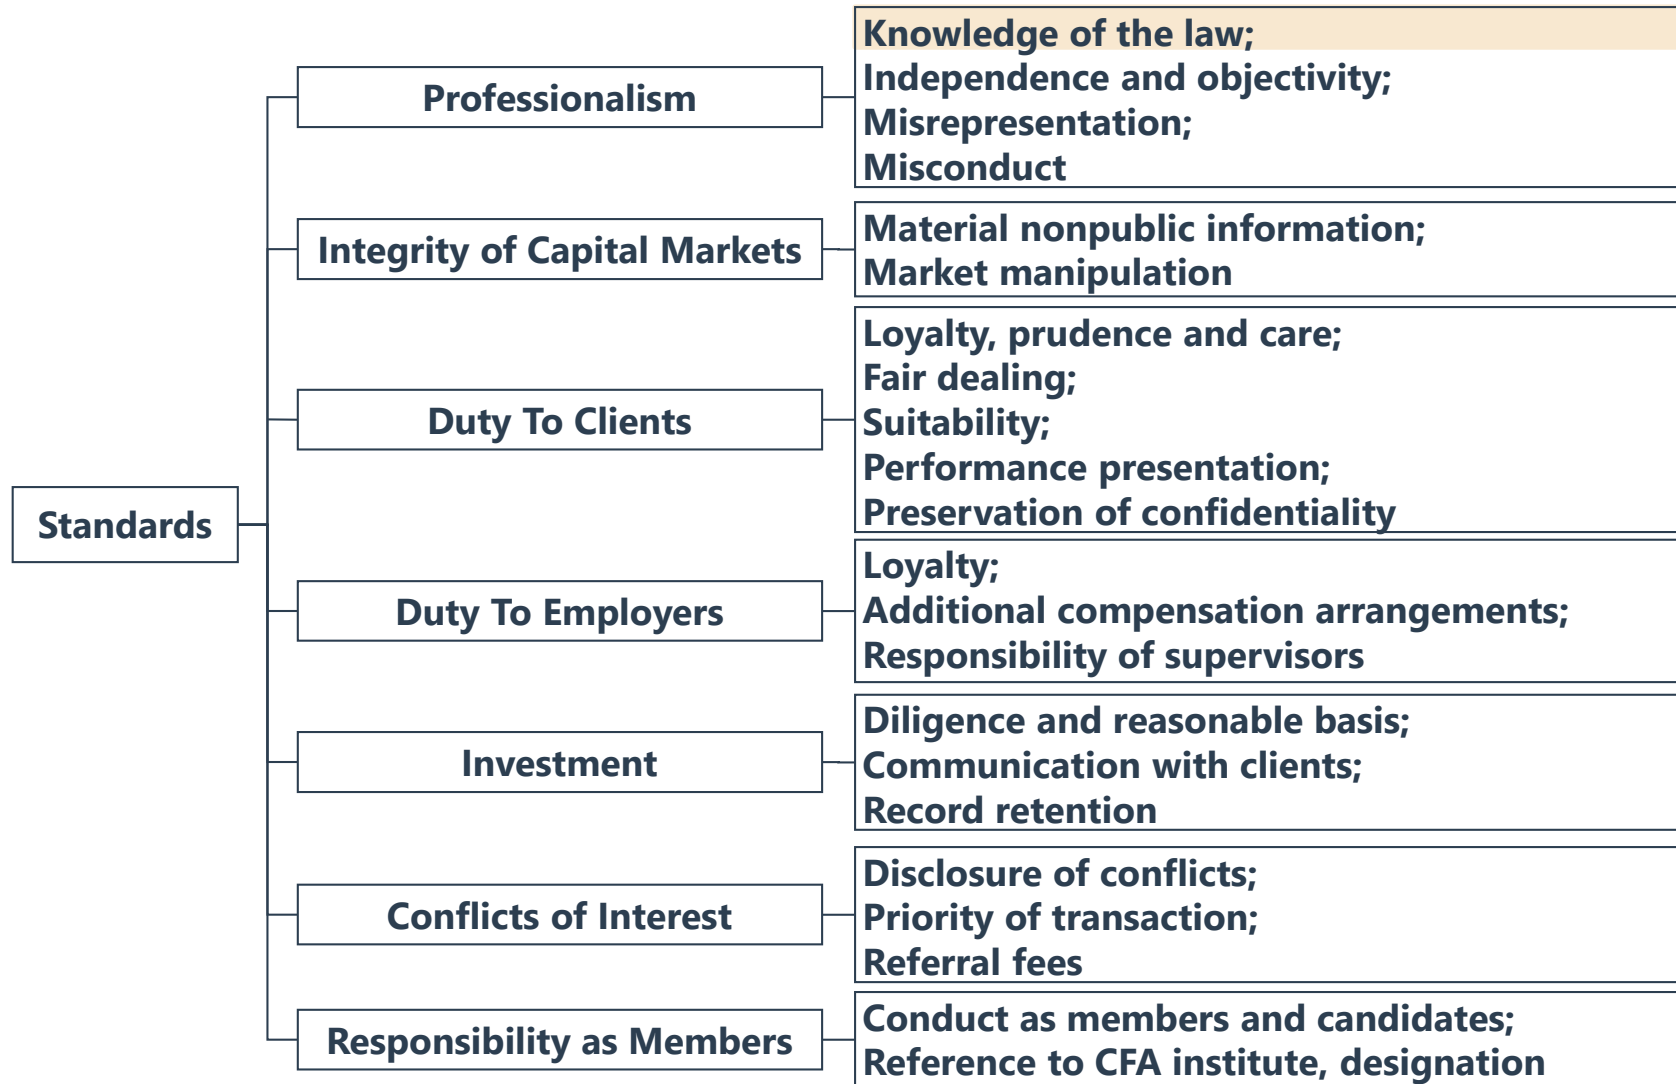 Standards
Professionalism
Knowledge of the law;
Independence and objectivity;
Misrepresentation;
Misconduct
Integrity of Capital Markets
Material nonpublic information;
Market manipulation
Duty To Clients
Loyalty, prudence and care;
Fair dealing;
Suitability;
Performance presentation;
Preservation of confidentiality
Duty To Employers
Loyalty;
Additional compensation arrangements;
Responsibility of supervisors
Investment
Diligence and reasonable basis;
Communication with clients;
Record retention
Conflicts of Interest
Disclosure of conflicts;
Priority of transaction;
Referral fees
Responsibility as Members
Conduct as members and candidates;
Reference to CFA institute, designation